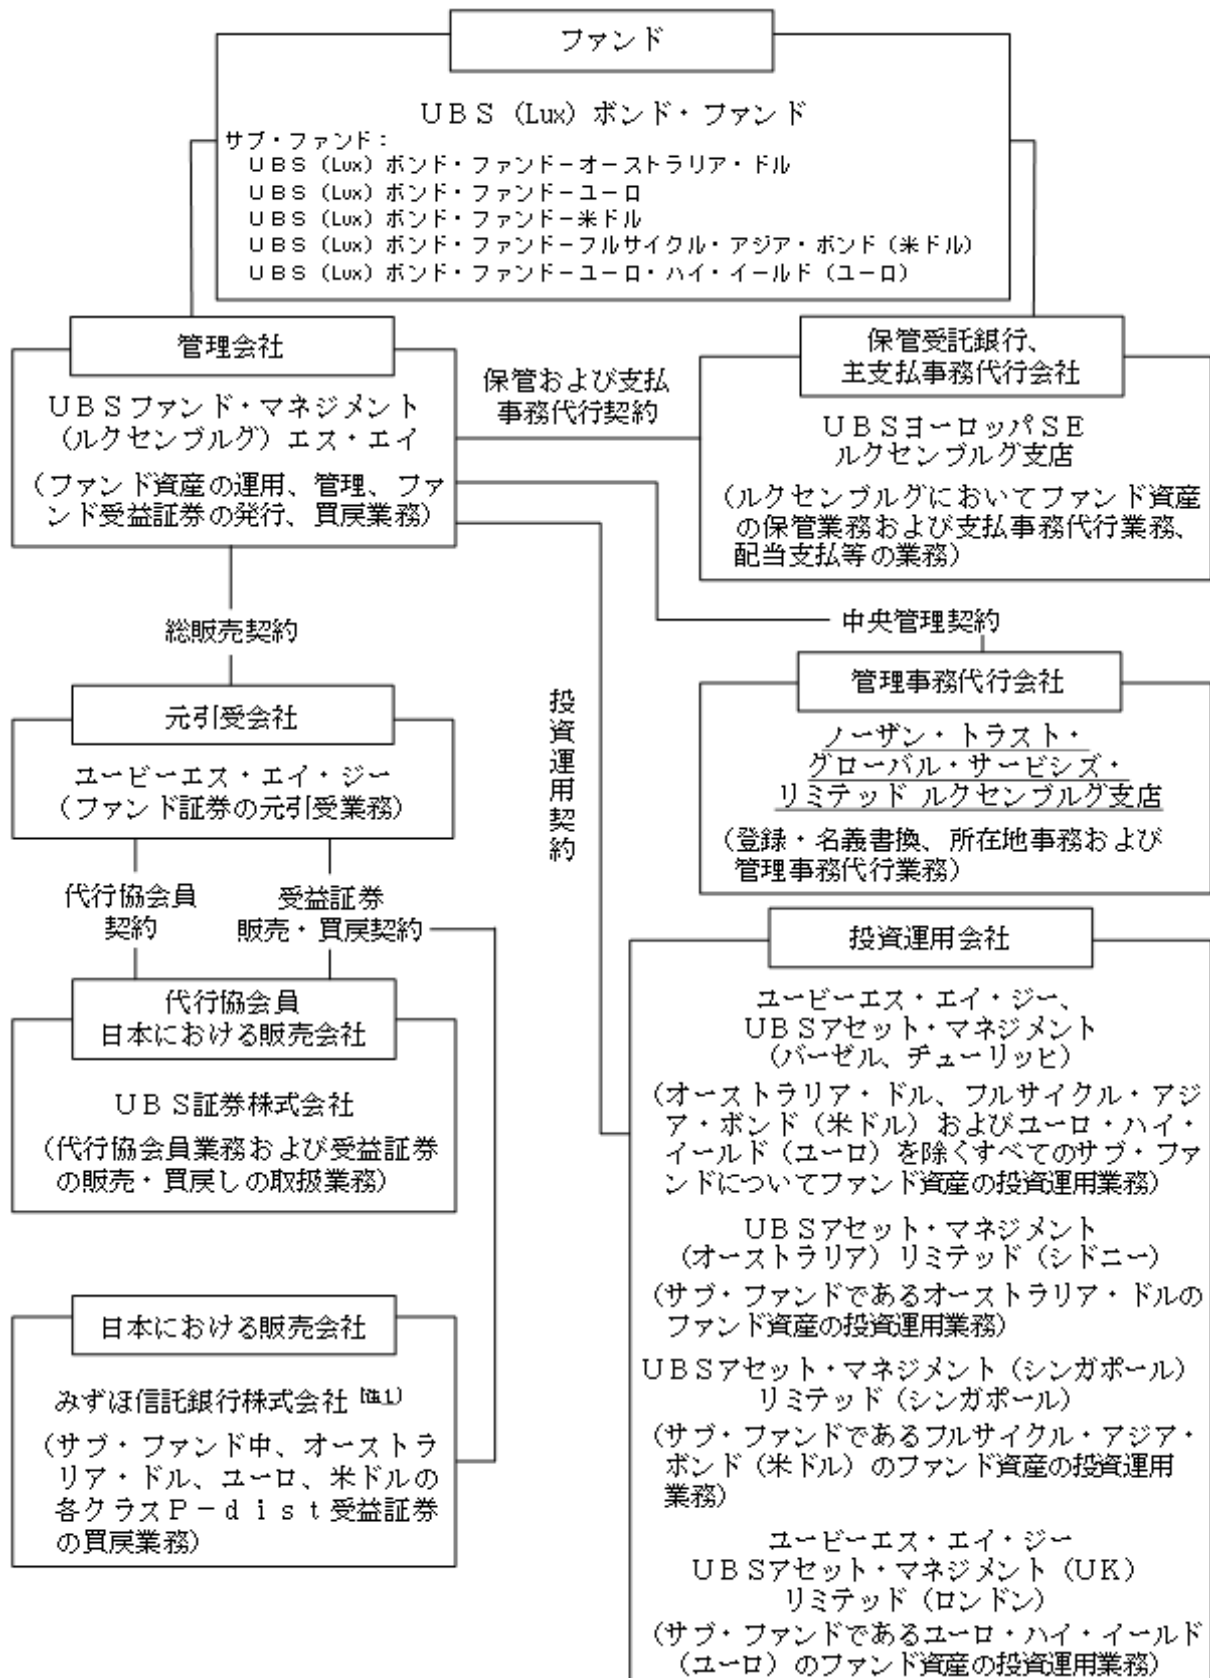 ファンド
UBS (Lux) ボンド・ファンド
サブ・ファンド:
UBS (Lux) ボンド・ファンド-オーストラリア・ドル
UBS (Lux) ボンド・ファンド-ユーロ
UBS (Lux) ボンド・ファンド-米ドル
UBS (Lux) ボンド・ファンド-フルサイクル・アジア・ボンド(米ドル)
UBS (Lux) ボンド・ファンド-ユーロ・ハイ・イールド(ユーロ)
管理会社
UBSファンド・マネジメント
(ルクセンブルグ)エス・エイ
(ファンド資産の運用、管理、ファ
ンド受益証券の発行、買戻業務)
保管および支払
事務代行契約
保管受託銀行、
主支払事務代行会社
UBSヨーロッパSE
ルクセンブルグ支店
(ルクセンブルグにおいてファンド資産
の保管業務および支払事務代行業務、
配当支払等の業務)
総販売契約
中央管理契約
管理事務代行会社
ノーザン・トラスト・
グローバル・サービシズ・
リミテッド ルクセンブルグ支店
(登録・名義書換、所在地事務および
管理事務代行業務)
元引受会社
ユービーエス・エイ・ジー
(ファンド証券の元引受業務)
投資運用契約
代行協会員
契約
受益証券
販売・買戻契約
代行協会員
日本における販売会社
UBS証券株式会社
(代行協会員業務および受益証券
の販売・買戻しの取扱業務)
日本における販売会社
みずほ信託銀行株式会社
(サブ・ファンド中、オーストラ
リア・ドル、ユーロ、米ドルの
各クラスP-dist受益証券
の買戻業務)
投資運用会社
ユービーエス・エイ・ジー、
UBSアセット・マネジメント
(バーゼル、チューリッヒ)
(オーストラリア・ドル、フルサイクル・アジ
ア・ボンド(米ドル)およびユーロ・ハイ・
イールド(ユーロ)を除くすべてのサブ・ファ
ンドについてファンド資産の投資運用業務)
UBSアセット・マネジメント
(オーストラリア)リミテッド(シドニー)
(サブ・ファンドであるオーストラリア・ドルの
ファンド資産の投資運用業務)
UBSアセット・マネジメント(シンガポール)
リミテッド(シンガポール)
(サブ・ファンドであるフルサイクル・アジア・
ボンド(米ドル)のファンド資産の投資運用
業務)
ユービーエス・エイ・ジー
UBSアセット・マネジメント(UK)
リミテッド(ロンドン)
(サブ・ファンドであるユーロ・ハイ・イールド
(ユーロ)のファンド資産の投資運用業務)